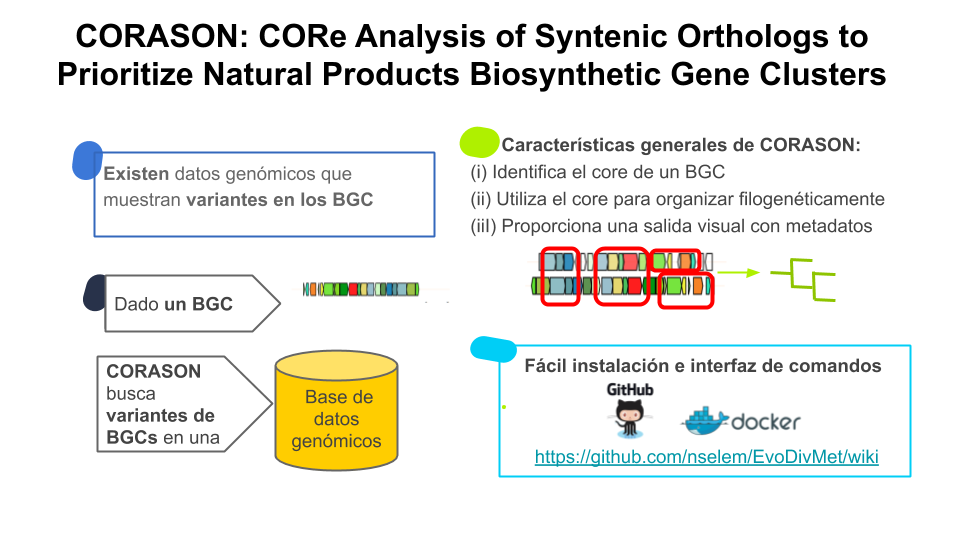 CORASON: CORe Analysis of Syntenic Orthologs to
Prioritize Natural Products Biosynthetic Gene Clusters
Existen datos genómicos que
muestran variantes en los BGC
Dado un BGC
CORASON
busca
variantes de
BGCs en una
Base de
datos
genómicos
Características generales de CORASON:
(i) Identifica el core de un BGC
(ii) Utiliza el core para organizar filogenéticamente
(iiI) Proporciona una salida visual con metadatos
Fácil instalación e interfaz de comandos
GitHub
docker
https://github.com/nselem/EvoDivMet/wiki